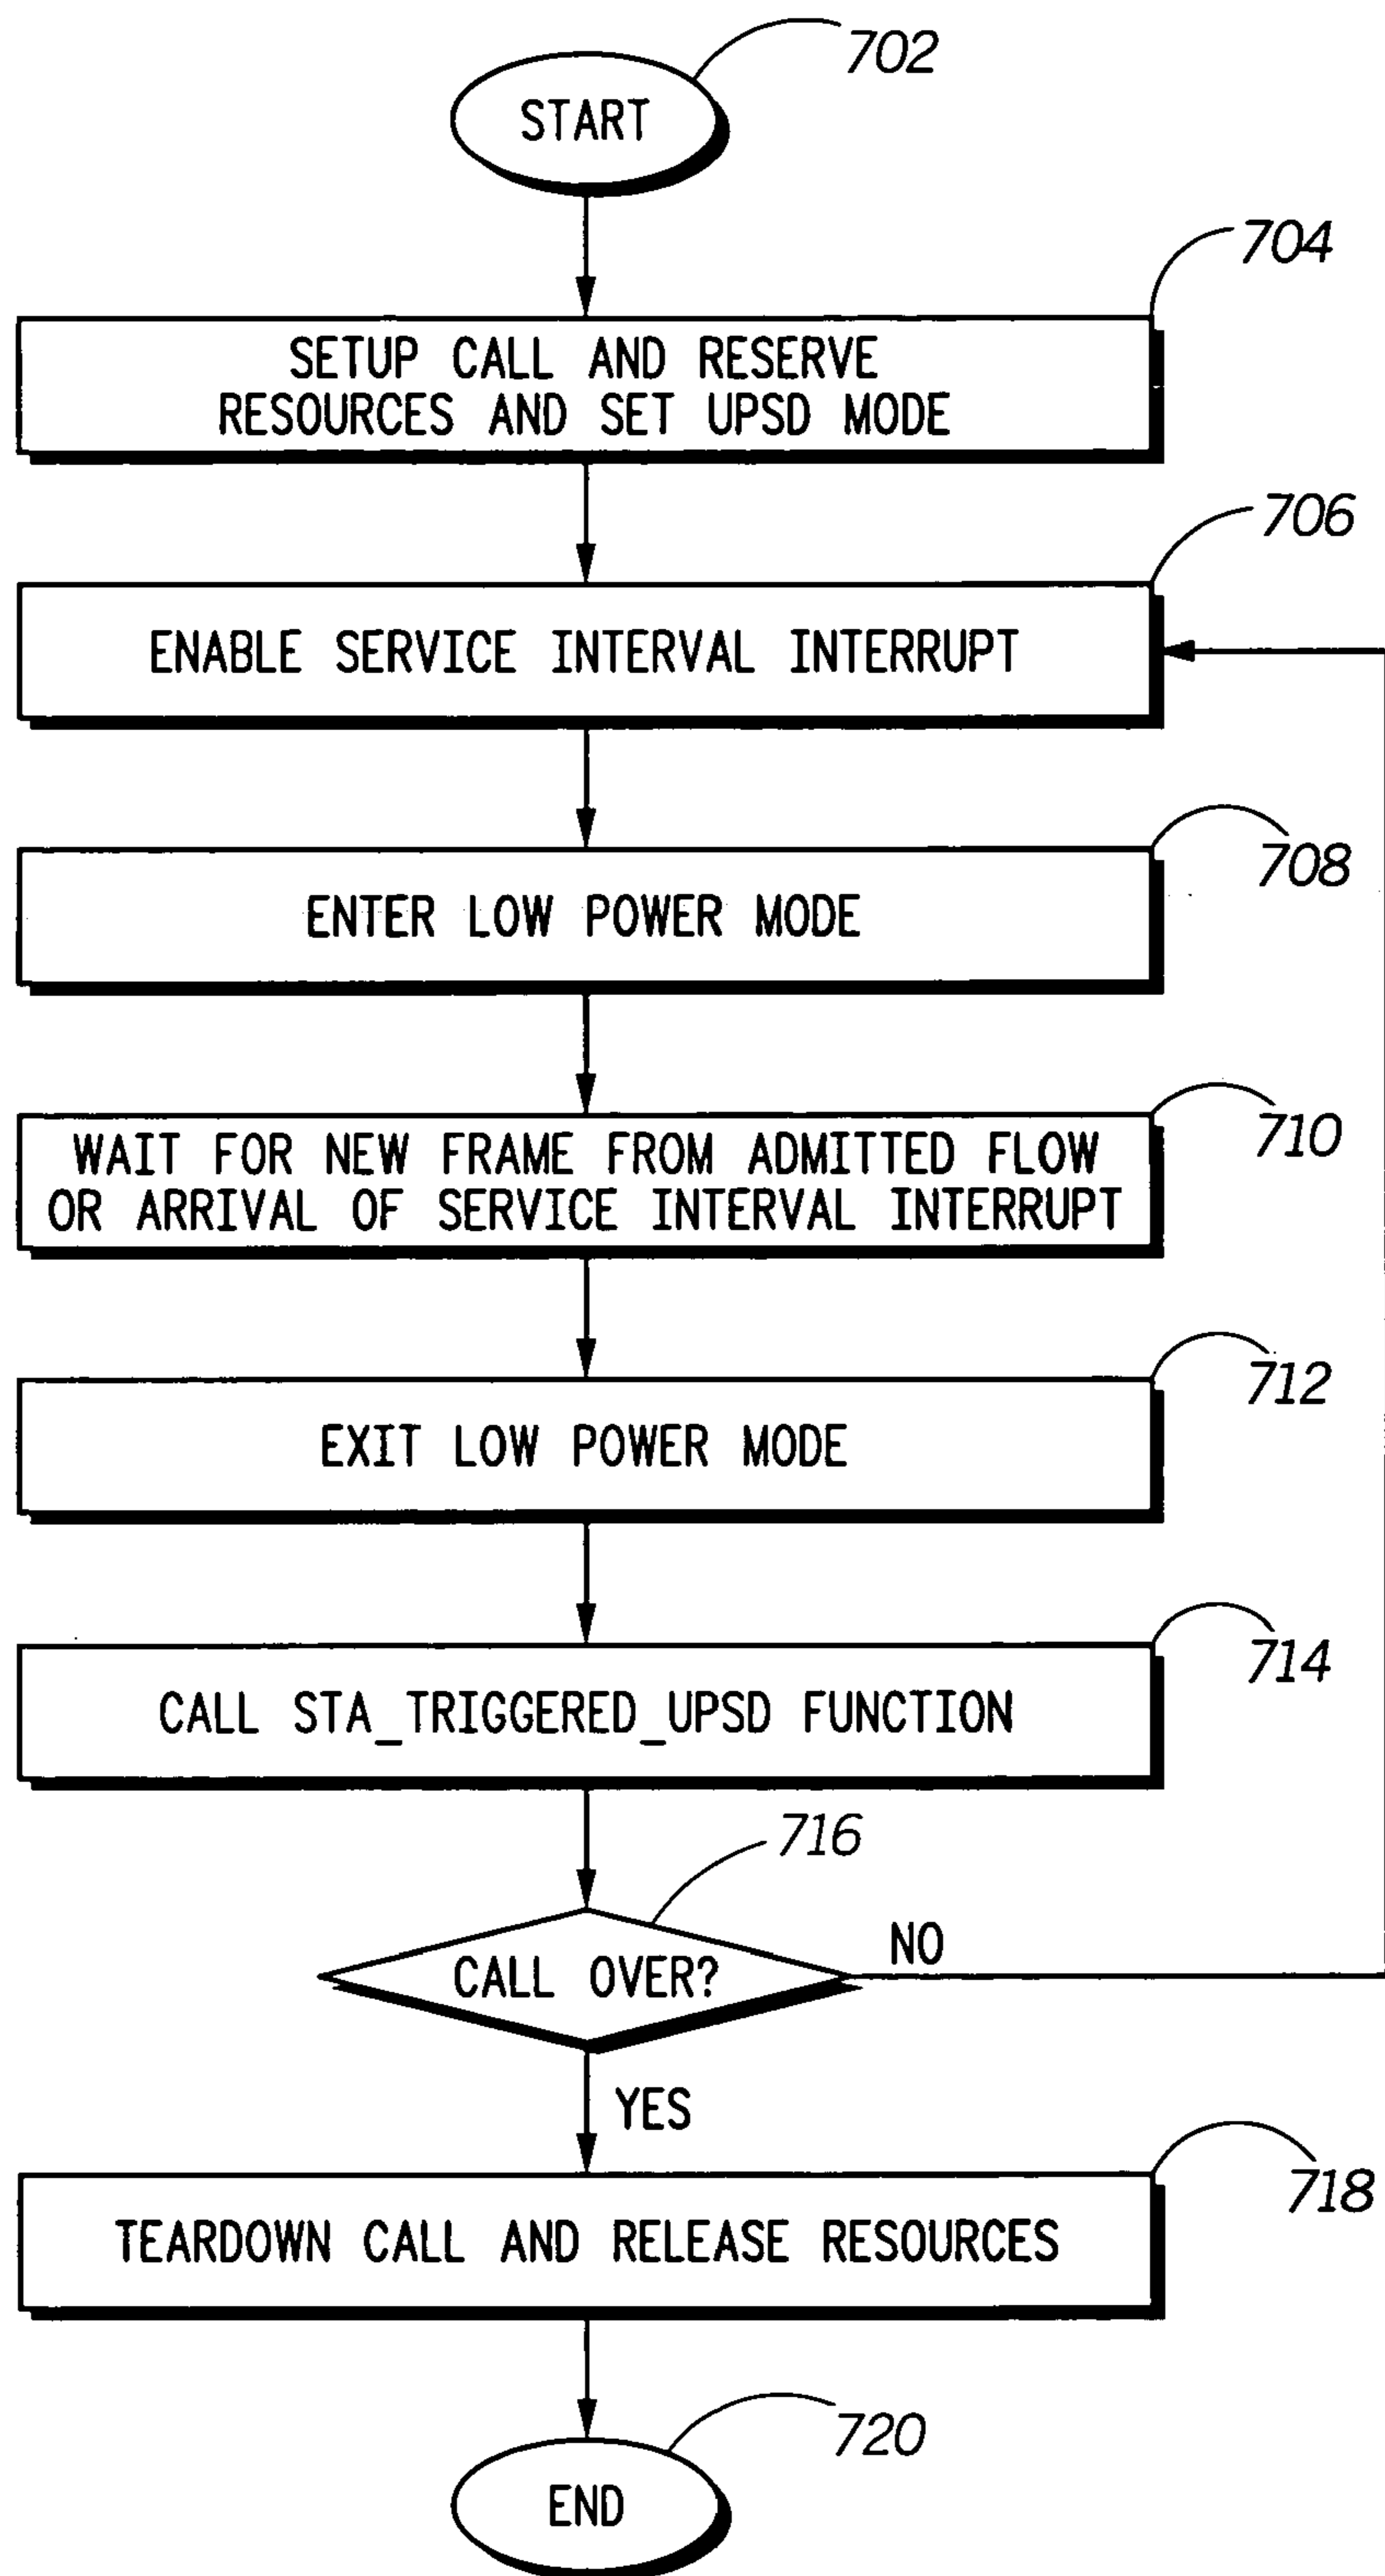 702
START
704
SETUP CALL AND RESERVE
RESOURCES AND SET UPSD MODE
706
ENABLE SERVICE INTERVAL INTERRUPT
708
ENTER LOW POWER MODE
710
WAIT FOR NEW FRAME FROM ADMITTED FLOW
OR ARRIVAL OF SERVICE INTERVAL INTERRUPT
712
EXIT LOW POWER MODE
714
CALL STA_TRIGGERED_UPSD FUNCTION
716
CALL OVER?
NO
YES
718
TEARDOWN CALL AND RELEASE RESOURCES
720
END